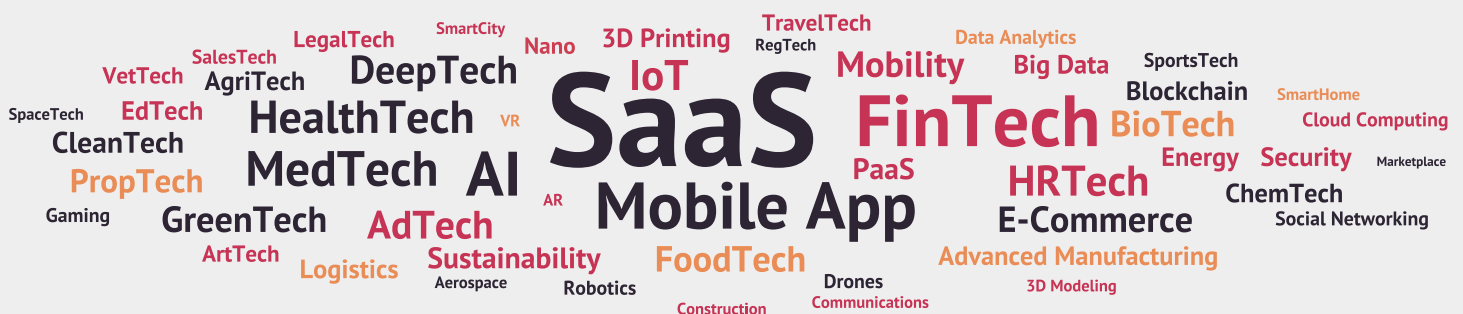 TravelTech
SmartCity
LegalTech
Nano
3D Printing
RegTech
Data Analytics
SalesTech
VetTech
AgriTech
DeepTech
IoT
Mobility
Big Data
SportsTech
SpaceTech
EdTech
HealthTech
VR
SaaS
FinTech
Blockchain
SmartHome
BioTech
Cloud Computing
CleanTech
MedTech
AI
PaaS
Energy
Security
Marketplace
PropTech
HRTech
ChemTech
AR
Mobile App
Gaming
GreenTech
AdTech
E-Commerce
Social Networking
ArtTech
Logistics
Sustainability
FoodTech
Advanced Manufacturing
Aerospace
Robotics
Drones
3D Modeling
Construction
Communications